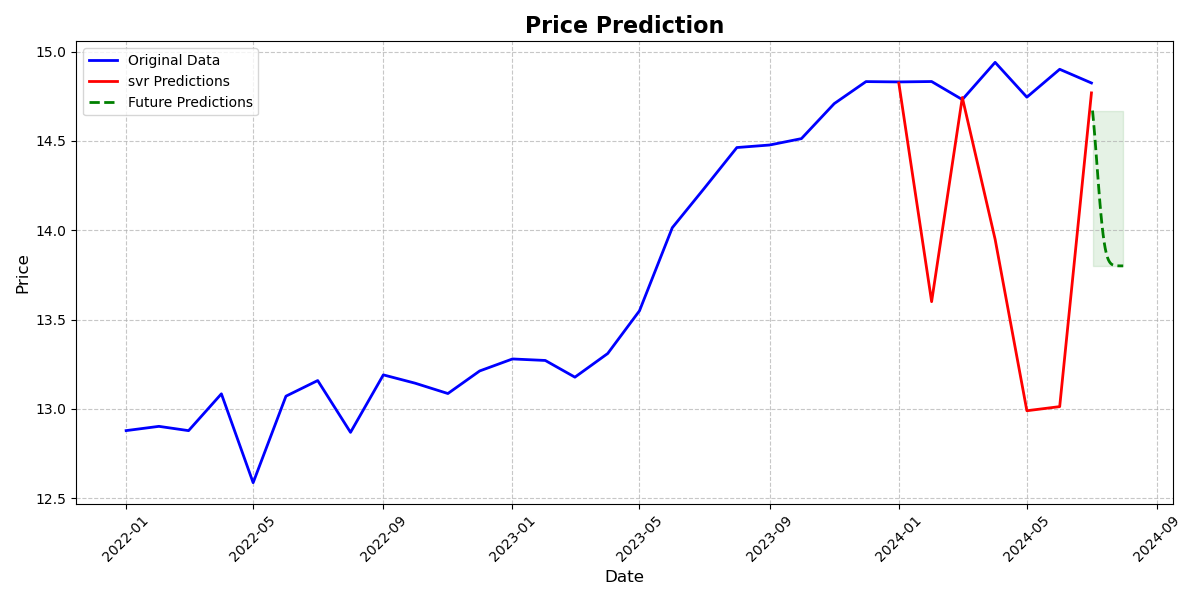 Price Prediction
Original Data
svr Predictions
Future Predictions
15.0
14.5
14.0
13.5
13.0
12.5
Price
2022-01
2022-05
2022-09
2023-01
2023-05
2023-09
2024-01
2024-05
2024-09
Date